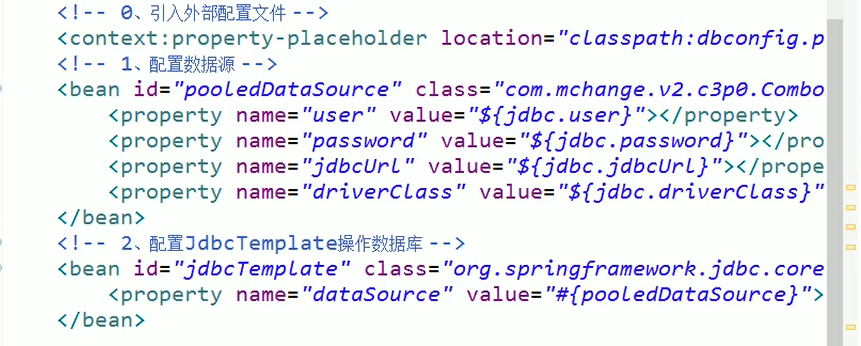 <!-- 0、引入外部配置文件 -->
<context:property-placeholder location="classpath:dbconfig.p
<!-- 1、配置数据源 -->
<bean id="pooledDataSource" class="com.mchange.v2.c3p0.Combo
<property name="user" value="${jdbc.user}"></property>
<property name="password" value="${jdbc.password}"></pro
<property name="jdbcUrl" value="${jdbc.jdbcUrl}"></prope
<property name="driverClass" value="${jdbc.driverClass}"
</bean>
<!-- 2、配置JdbcTemplate操作数据库 -->
<bean id="jdbcTemplate" class="org.springframework.jdbc.core
<property name="dataSource" value="#{pooledDataSource}">
</bean>